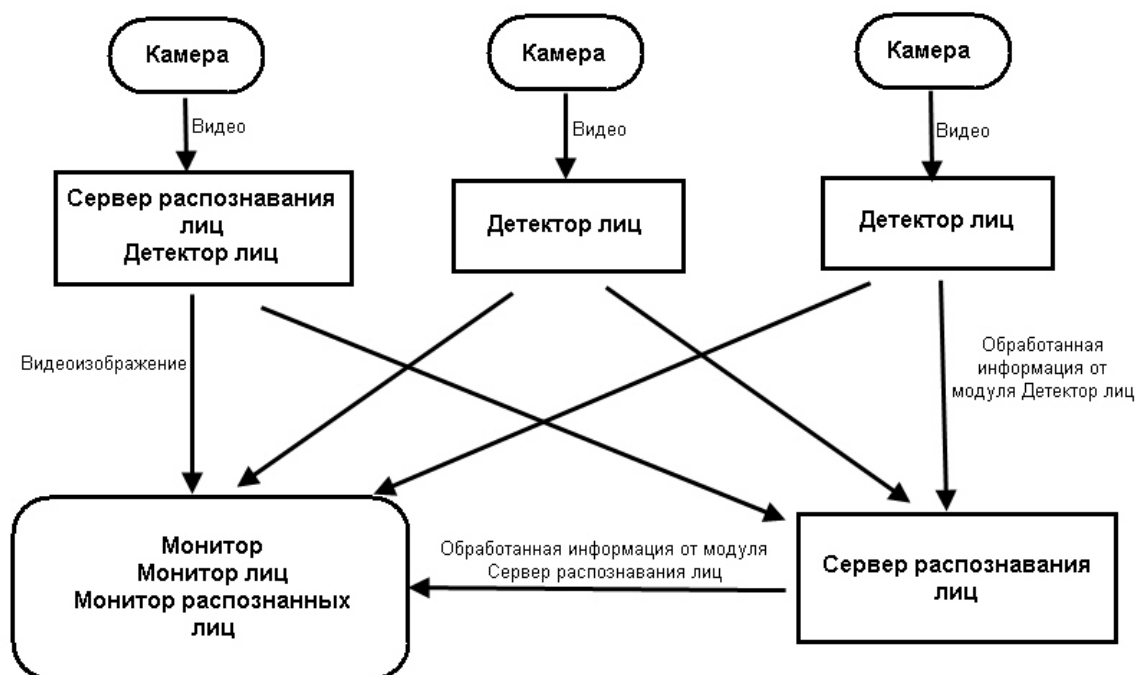 Камера
Камера
Камера
Видео
Видео
Видео
Сервер распознавания
лиц
Детектор лиц
Детектор лиц
Детектор лиц
Видеоизображение
Обработанная
информация от
модуля Детектор лиц
Монитор
Монитор лиц
Монитор распознанных
лиц
Обработанная информация от модуля
Сервер распознавания лиц
Сервер распознавания
лиц